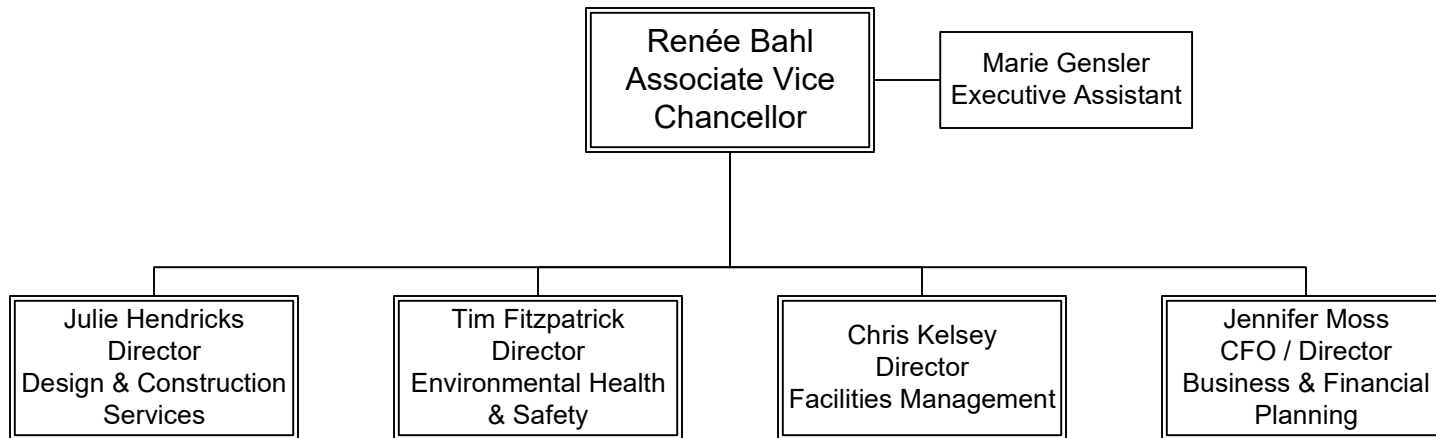 Renée Bahl
Associate Vice
Chancellor
Marie Gensler
Executive Assistant
Julie Hendricks
Director
Design & Construction
Services
Tim Fitzpatrick
Director
Environmental Health
& Safety
Chris Kelsey
Director
Facilities Management
Jennifer Moss
CFO / Director
Business & Financial
Planning